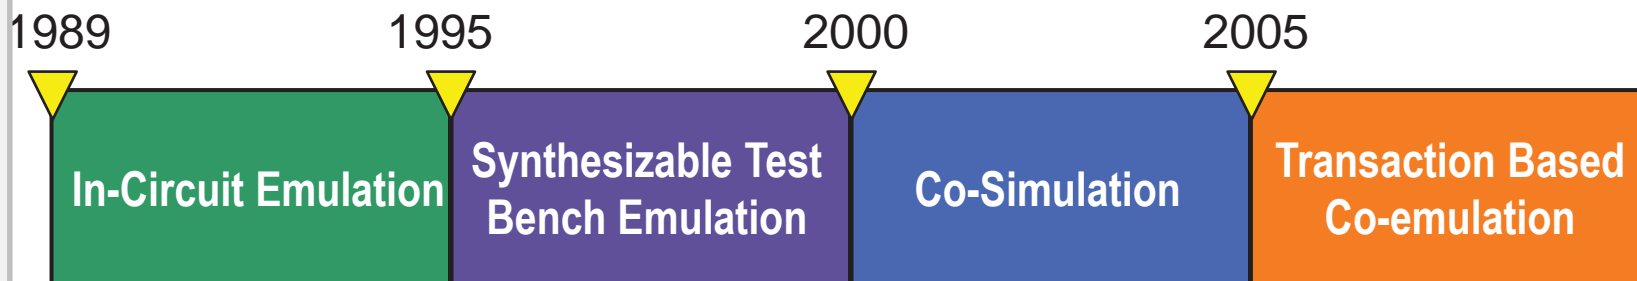 1989 1995 2000 2005
In-Circuit Emulation
Synthesizable Test
Bench Emulation
Co-Simulation
Transaction Based
Co-emulation